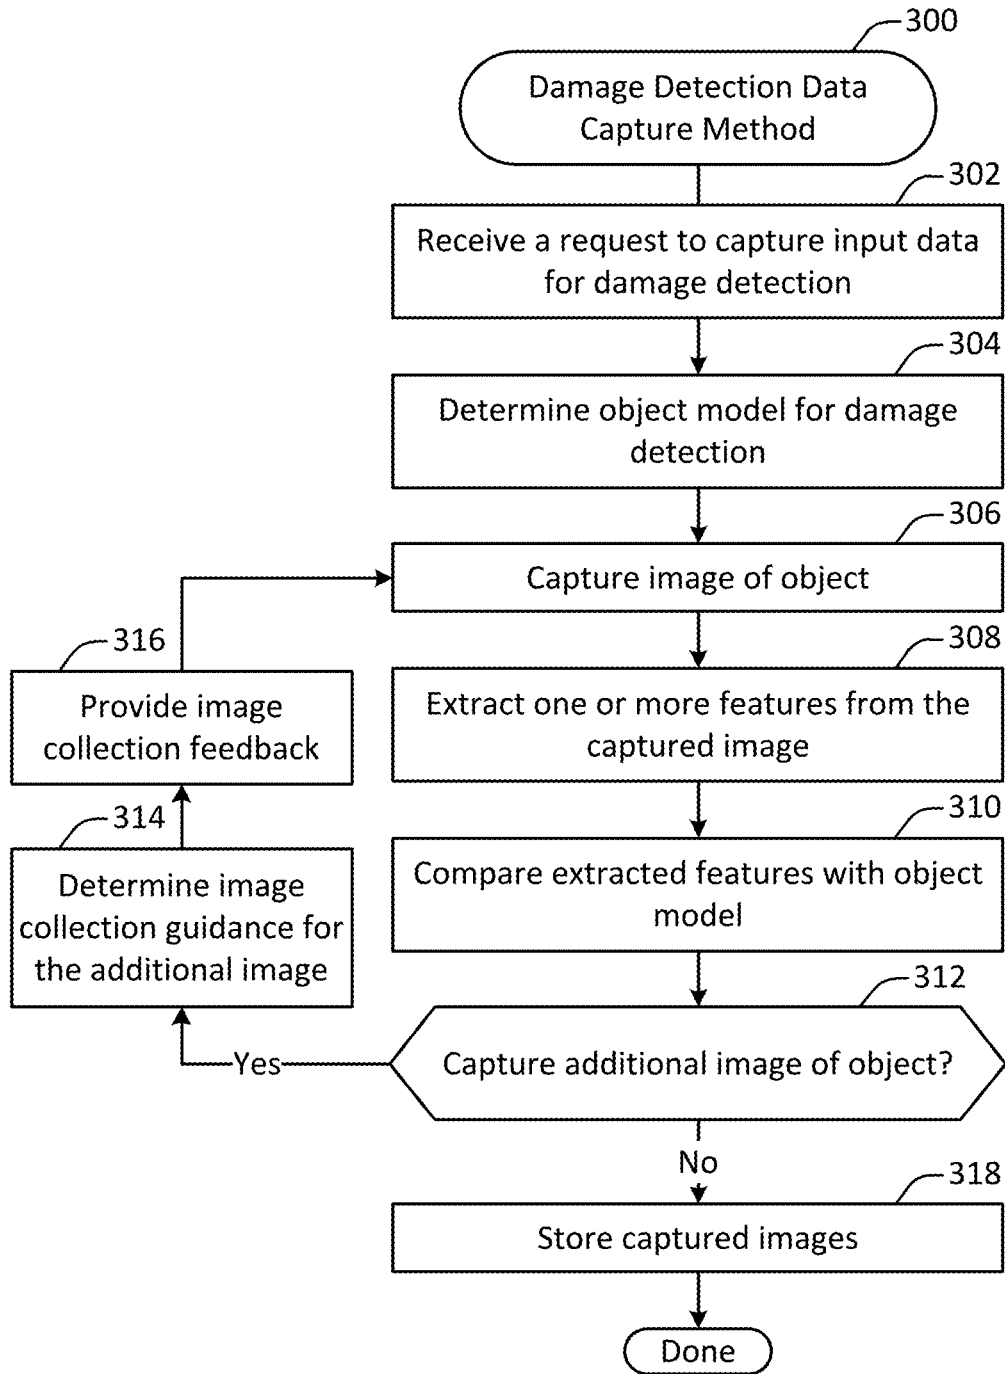 300
Damage Detection Data
Capture Method
302
Receive a request to capture input data
for damage detection
304
Determine object model for damage
detection
306
Capture image of object
308
Extract one or more features from the
captured image
310
Compare extracted features with object
model
312
Capture additional image of object?
Yes
314
Determine image
collection guidance for
the additional image
316
Provide image
collection feedback
No
318
Store captured images
Done